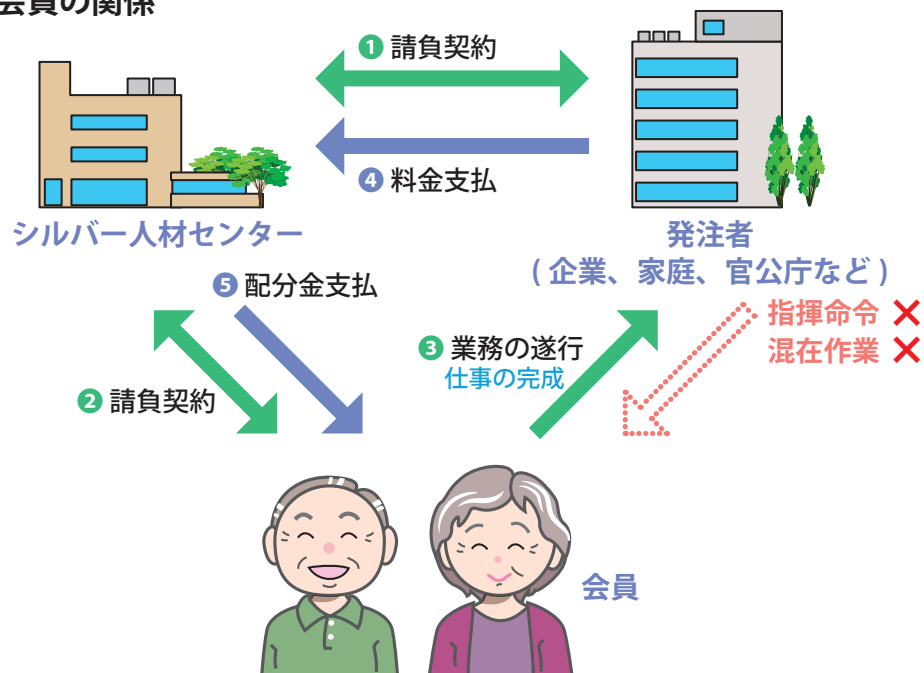 会員の関係
❶ 請負契約
❹ 料金支払
シルバー人材センター
発注者
( 企業、家庭、官公庁など )
❺ 配分金支払
指揮命令 ×
混在作業 ×
❸ 業務の遂行
仕事の完成
❷ 請負契約
会員